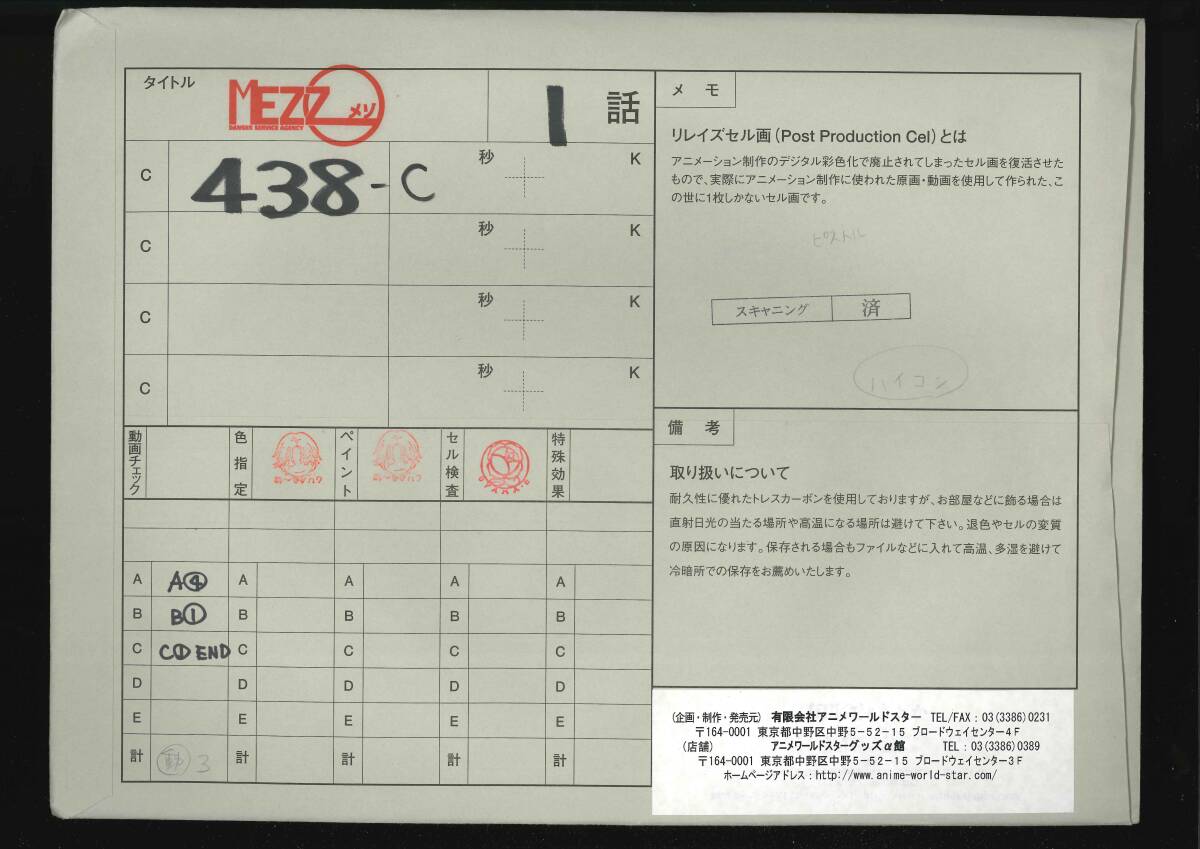 タイトル
MEZZO メゾ
DANGER SERVICE AGENCY
1 話
C 438-C 秒 K
C 秒 K
C 秒 K
C 秒 K
動画チェック 色指定 ペイント セル検査 特殊効果
A A④ A A A A
B B① B B B B
C C① END C C C C
D D D D D
E E E E E
計 動 3 計 計 計 計
メモ
リレイズセル画(Post Production Cel)とは
アニメーション制作のデジタル彩色化で廃止されてしまったセル画を復活させた
もので、実際にアニメーション制作に使われた原画・動画を使用して作られた、こ
の世に1枚しかないセル画です。
ピストル
スキャニング 済
ハイコン
備考
取り扱いについて
耐久性に優れたトレスカーボンを使用しておりますが、お部屋などに飾る場合は
直射日光の当たる場所や高温になる場所は避けて下さい。退色やセルの変質
の原因になります。保存される場合もファイルなどに入れて高温、多湿を避けて
冷暗所での保存をお薦めいたします。
(企画・制作・発売元) 有限会社アニメワールドスター TEL/FAX : 03(3386)0231
〒164-0001 東京都中野区中野5-52-15 ブロードウェイセンター4F
(店舗) アニメワールドスターグッズα館 TEL : 03(3386)0389
〒164-0001 東京都中野区中野5-52-15 ブロードウェイセンター3F
ホームページアドレス : http://www.anime-world-star.com/